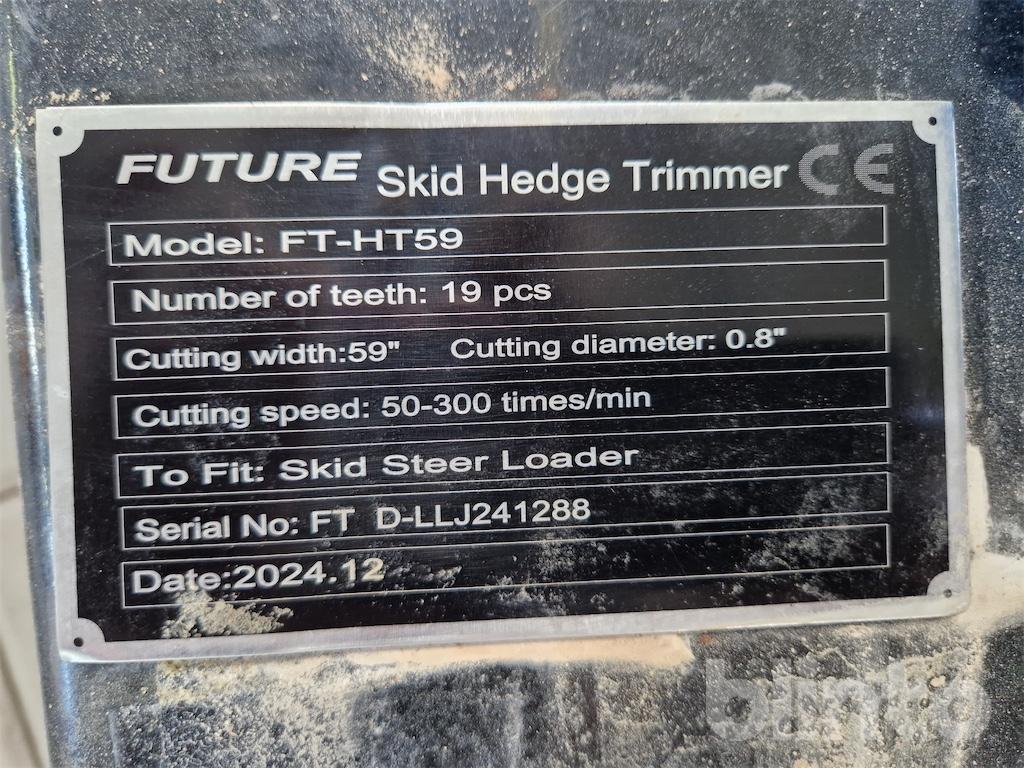 FUTURE Skid Hedge Trimmer CE
Model: FT-HT59
Number of teeth: 19 pcs
Cutting width:59" Cutting diameter: 0.8"
Cutting speed: 50-300 times/min
To Fit: Skid Steer Loader
Serial No: FT D-LLJ241288
Date:2024.12